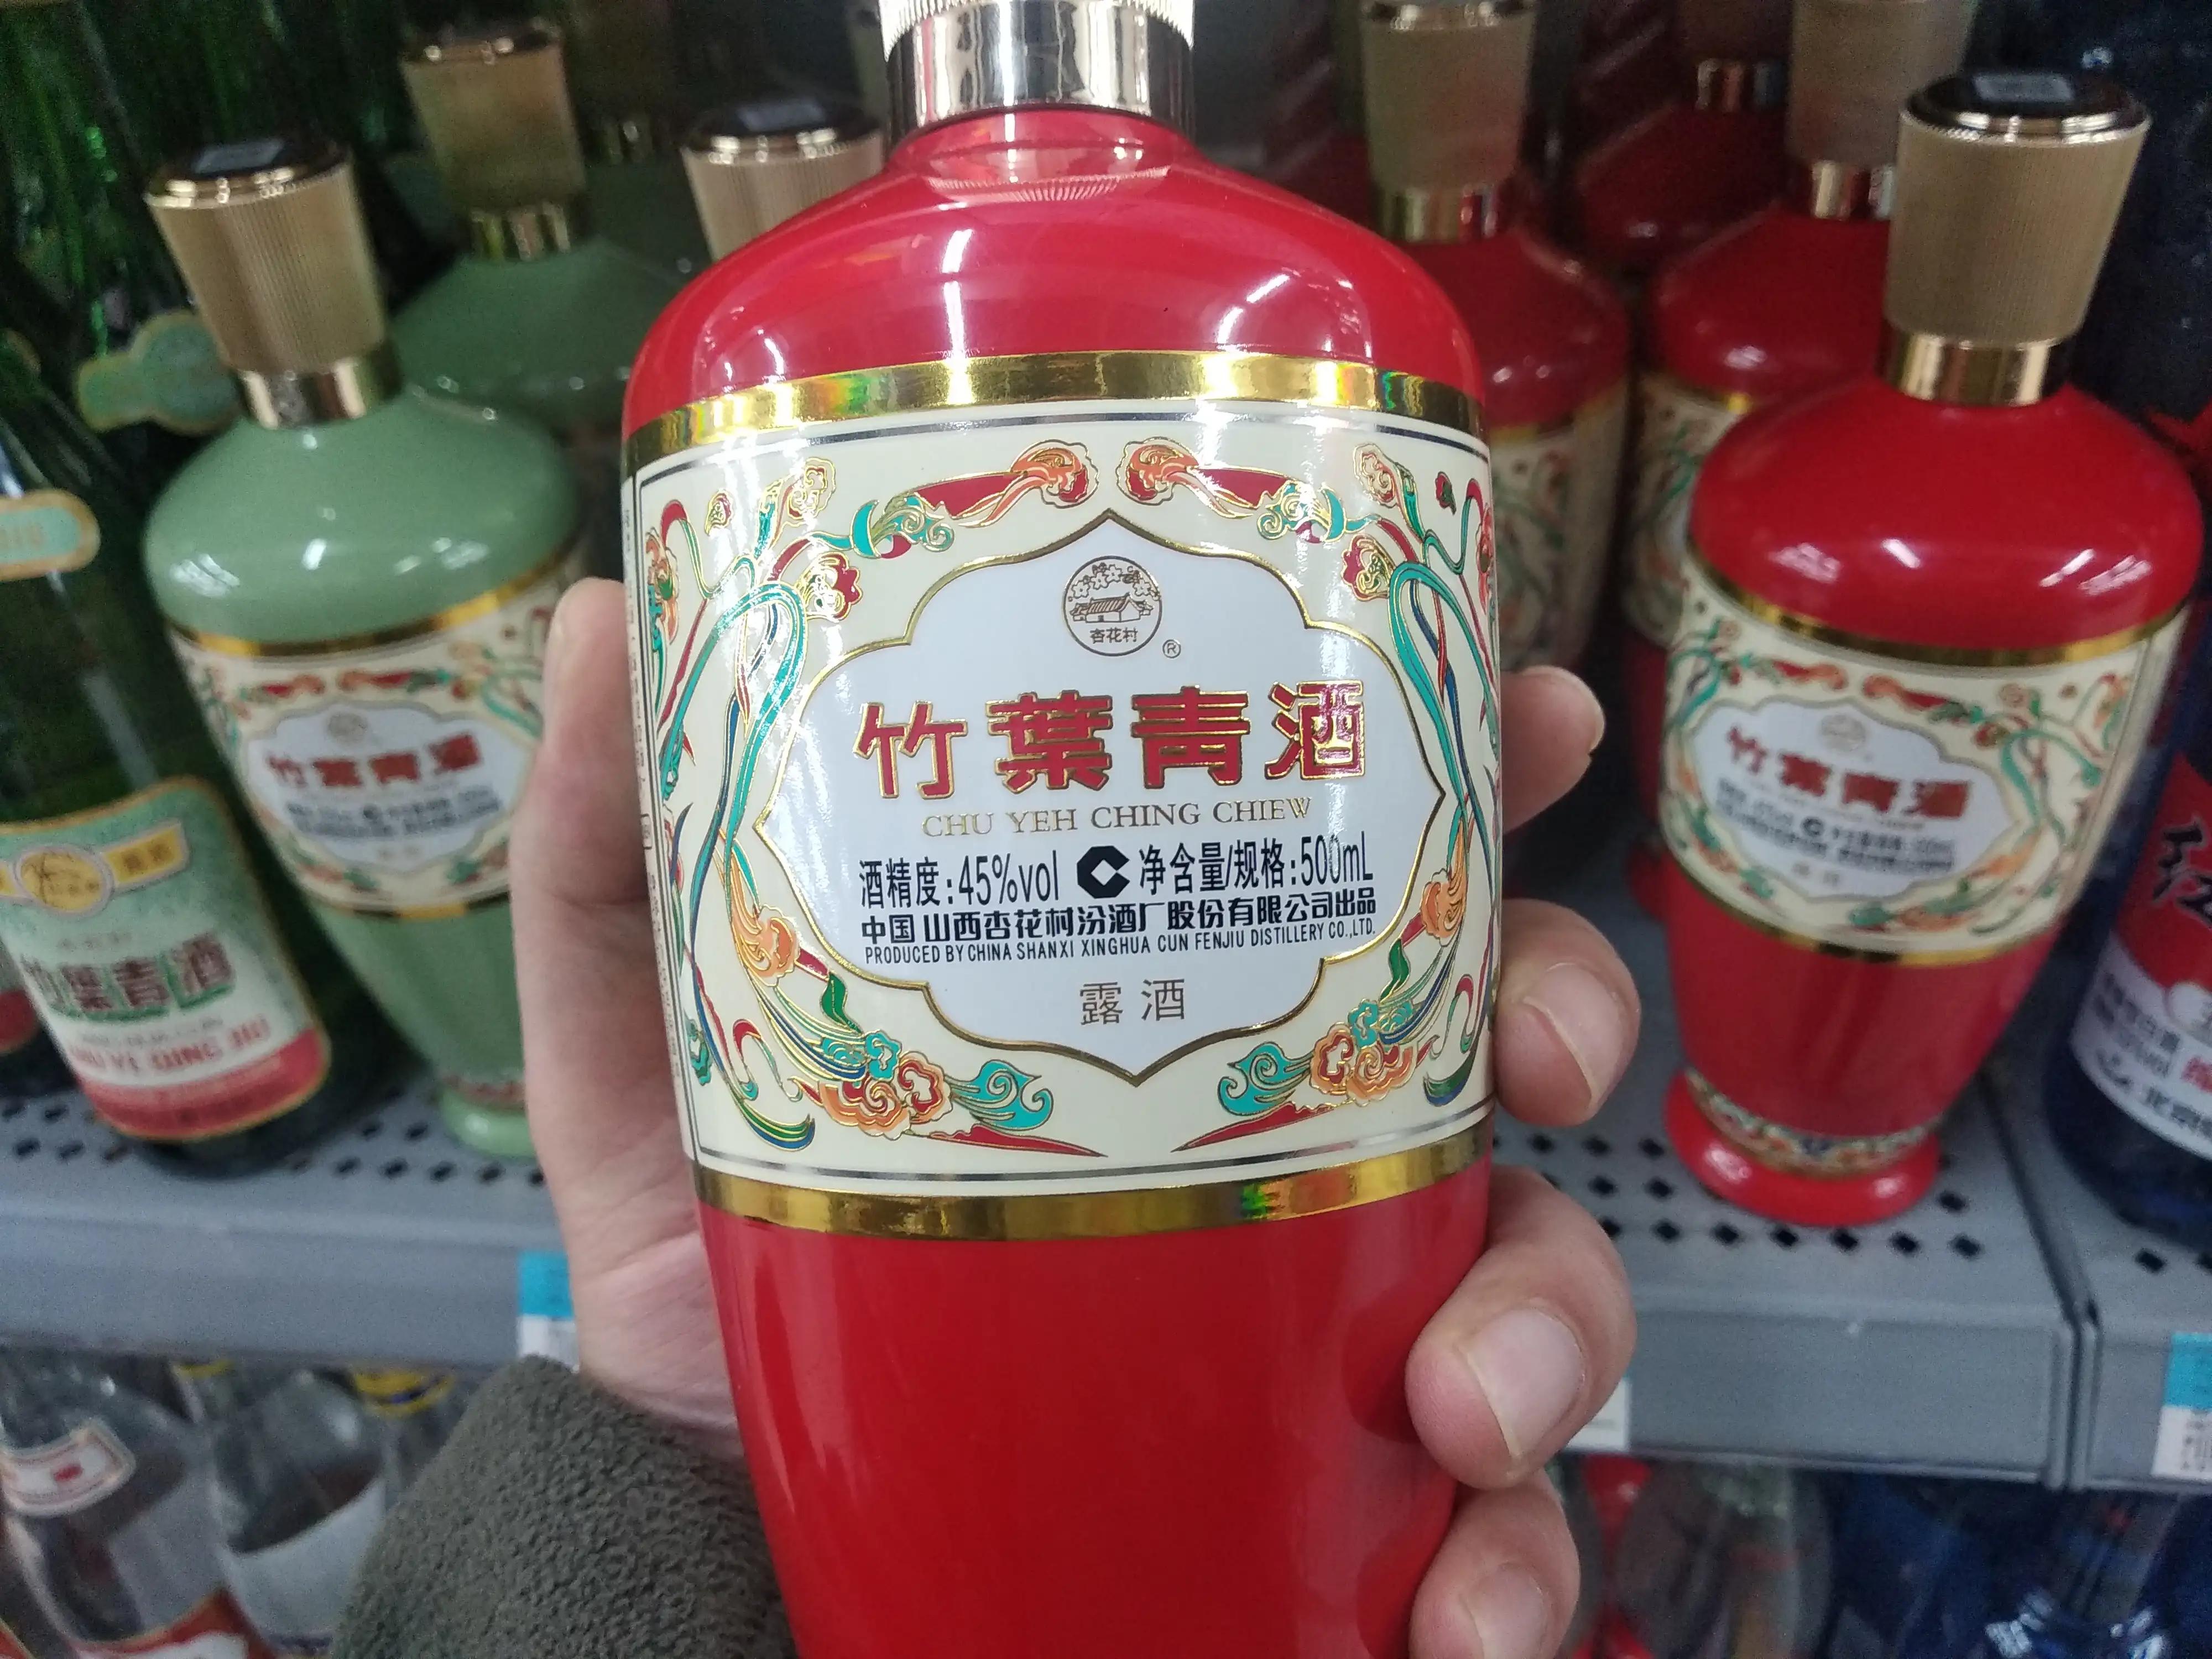 杏花村
®
竹葉青酒
CHU YEH CHING CHIEW
酒精度:45%vol 净含量/规格:500mL
中国山西杏花村汾酒厂股份有限公司出品
PRODUCED BY CHINA SHANXI XINGHUA CUN FENJIU DISTILLERY CO.,LTD.
露酒
竹葉青酒
竹葉青酒
竹葉青酒